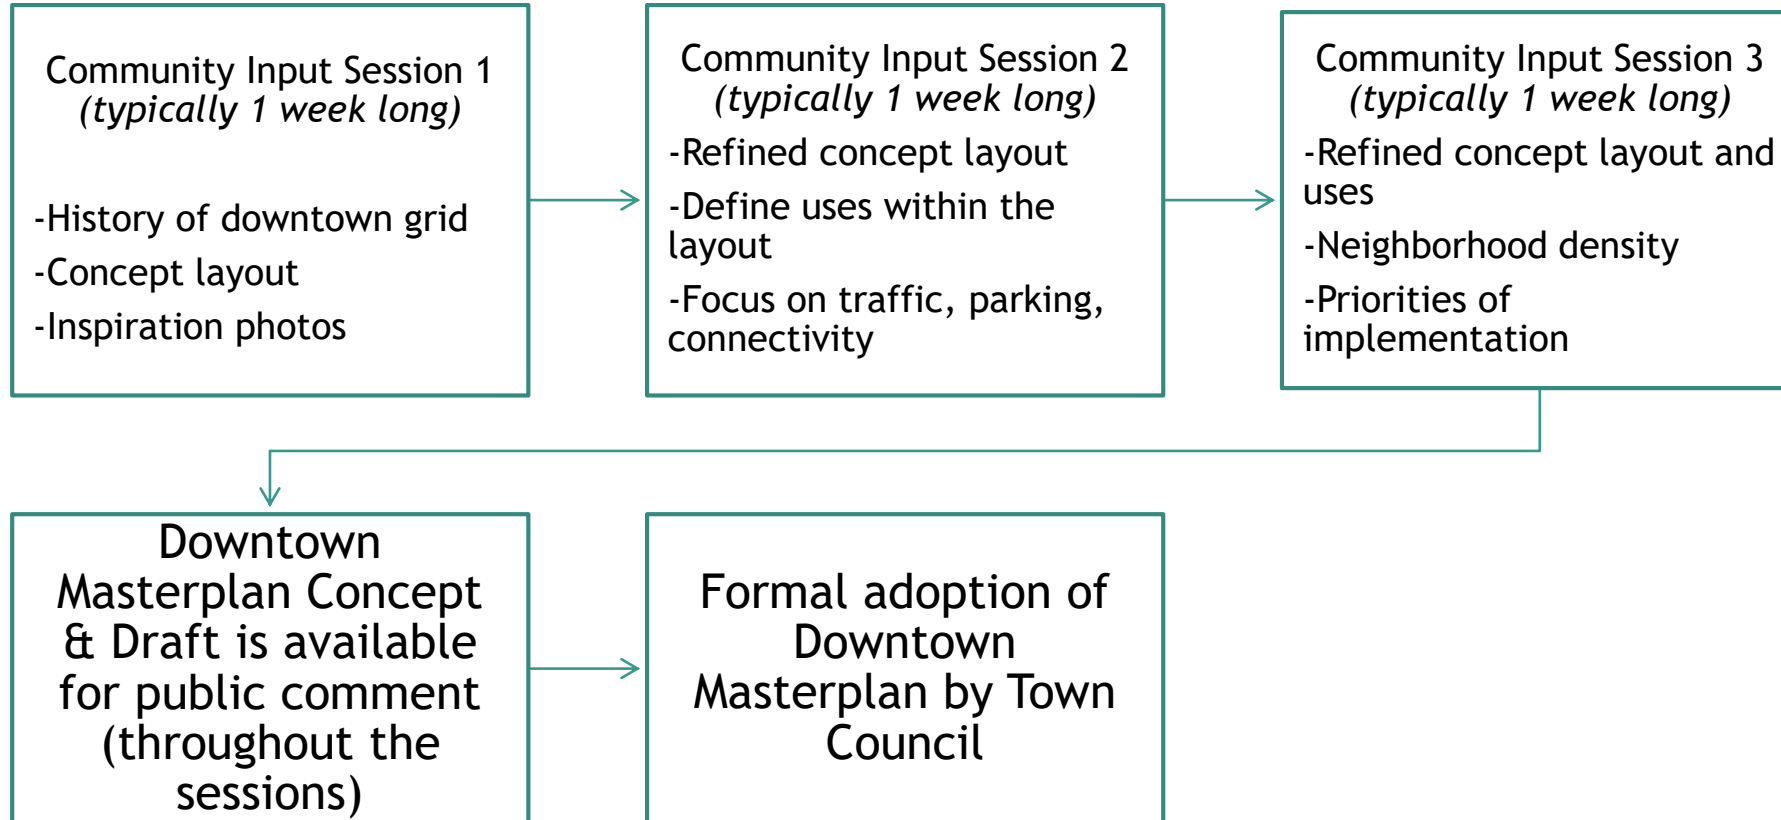 Community Input Session 1
(typically 1 week long)
-History of downtown grid
-Concept layout
-Inspiration photos
Community Input Session 2
(typically 1 week long)
-Refined concept layout
-Define uses within the
layout
-Focus on traffic, parking,
connectivity
Community Input Session 3
(typically 1 week long)
-Refined concept layout and
uses
-Neighborhood density
-Priorities of
implementation
Downtown
Masterplan Concept
& Draft is available
for public comment
(throughout the
sessions)
Formal adoption of
Downtown
Masterplan by Town
Council